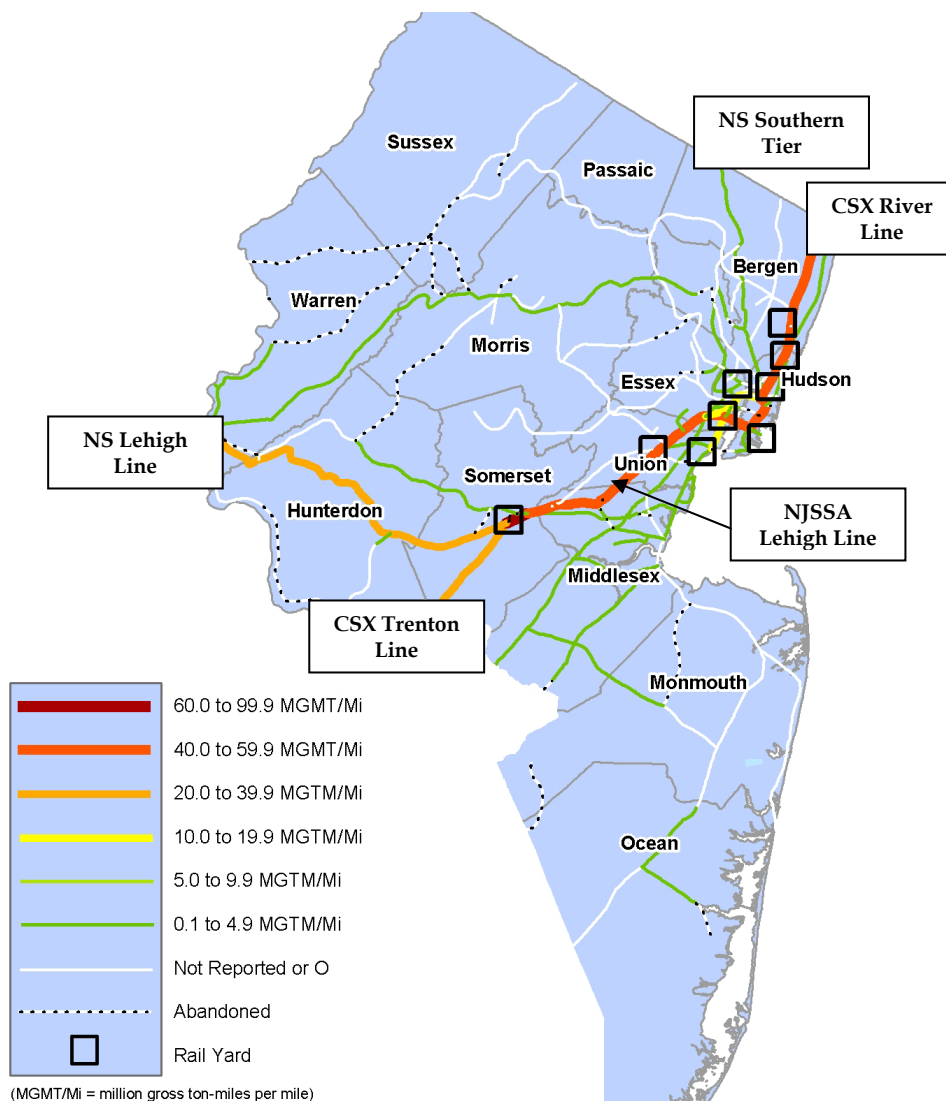 NS Southern
Tier
Sussex
Passaic
CSX River
Line
Bergen
Warren
Morris
Essex
Hudson
NS Lehigh
Line
Somerset
Union
Hunterdon
NJSSA
Lehigh Line
Middlesex
CSX Trenton
Line
Monmouth
Ocean
60.0 to 99.9 MGMT/Mi
40.0 to 59.9 MGMT/Mi
20.0 to 39.9 MGTM/Mi
10.0 to 19.9 MGTM/Mi
5.0 to 9.9 MGTM/Mi
0.1 to 4.9 MGTM/Mi
Not Reported or O
Abandoned
Rail Yard
(MGMT/Mi = million gross ton-miles per mile)